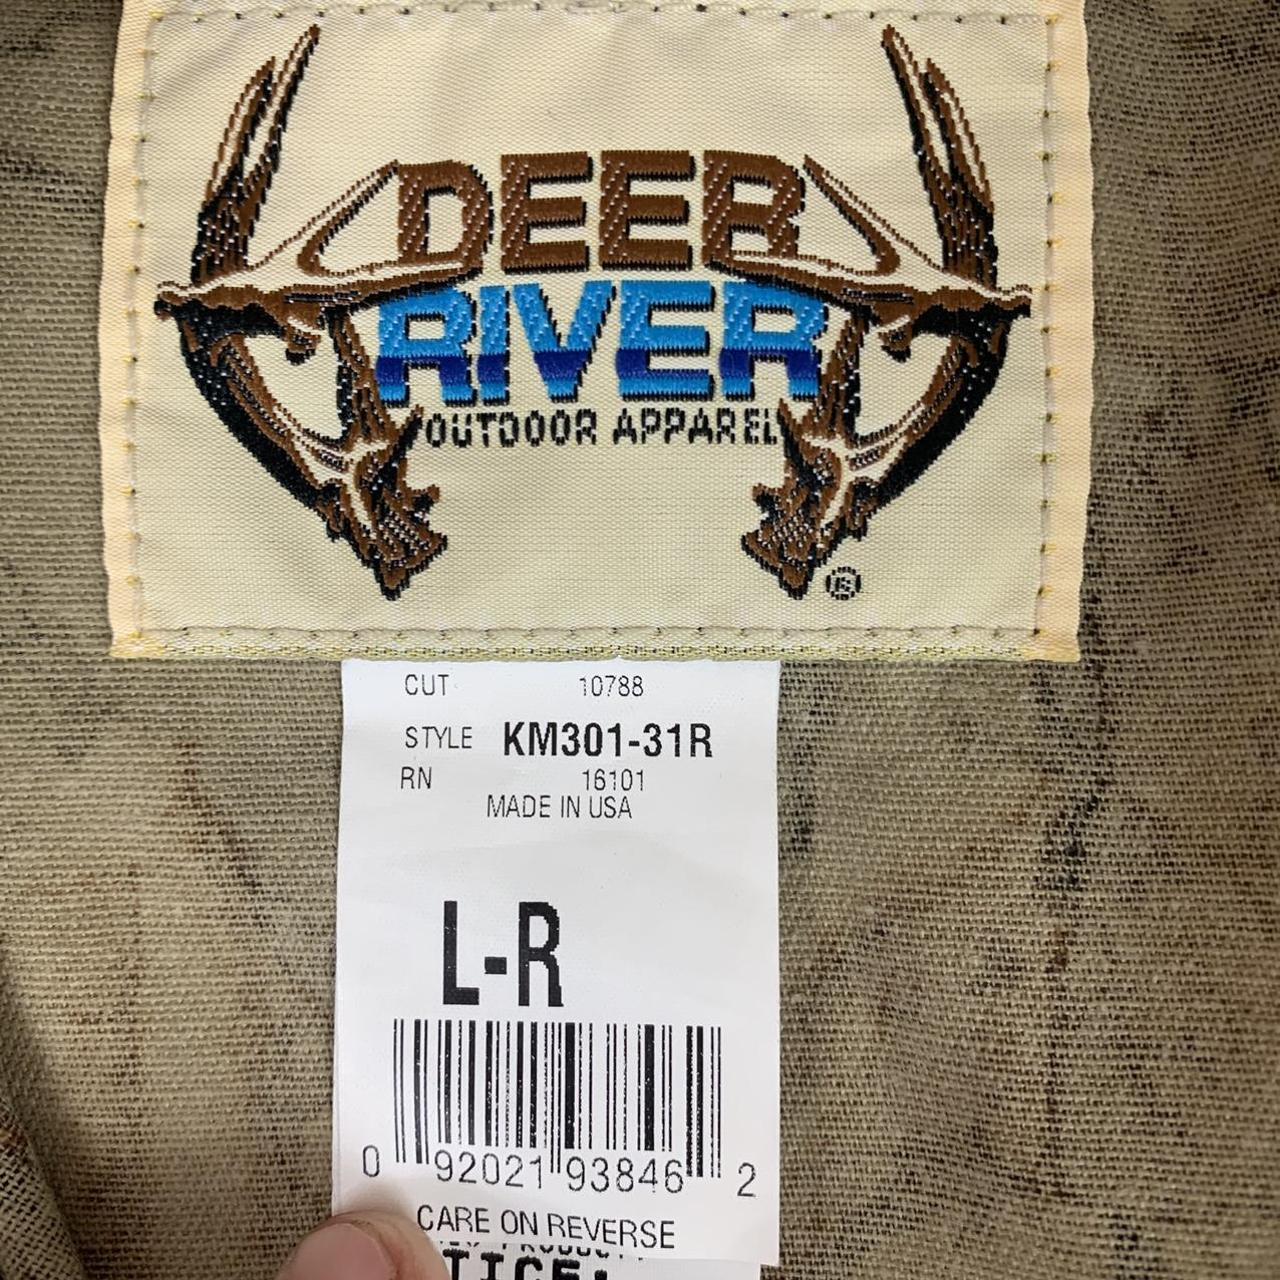 DEER
RIVER
OUTDOOR APPAREL
®
CUT 10788
STYLE KM301-31R
RN 16101
MADE IN USA
L-R
0 92021 93846 2
CARE ON REVERSE